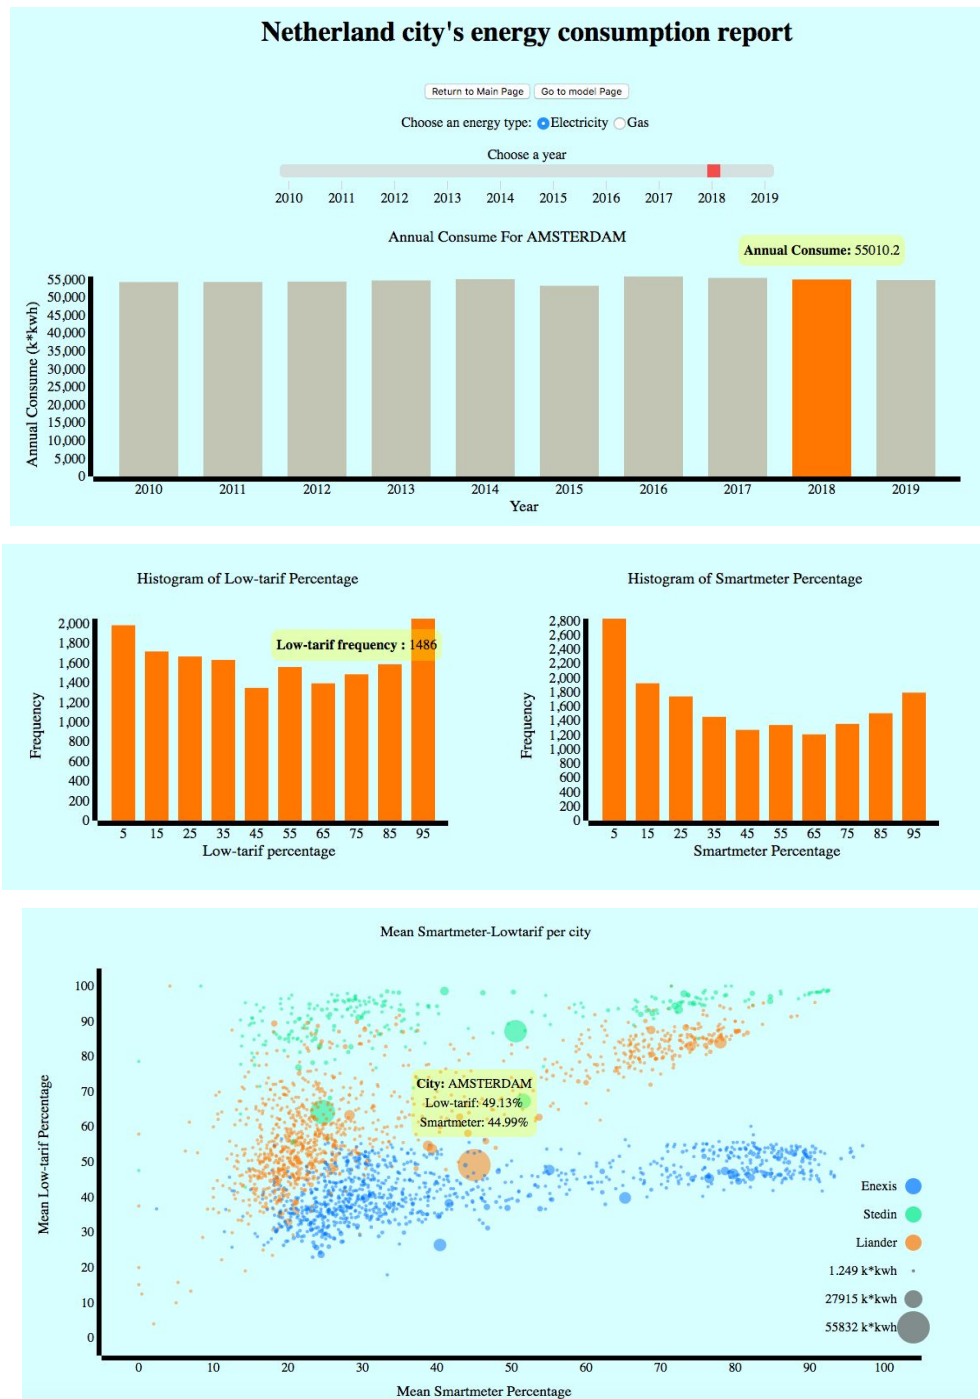 Netherland city's energy consumption report
Return to Main Page Go to model Page
Choose an energy type: Electricity Gas
Choose a year
2010 2011 2012 2013 2014 2015 2016 2017 2018 2019
Annual Consume For AMSTERDAM
Annual Consume: 55010.2
Annual Consume (k*kwh)
55,000
50,000
45,000
40,000
35,000
30,000
25,000
20,000
15,000
10,000
5,000
0
2010 2011 2012 2013 2014 2015 2016 2017 2018 2019
Year
Histogram of Low-tarif Percentage
Low-tarif frequency : 1486
Frequency
2,000
1,800
1,600
1,400
1,200
1,000
800
600
400
200
0
5 15 25 35 45 55 65 75 85 95
Low-tarif percentage
Histogram of Smartmeter Percentage
Frequency
2,800
2,600
2,400
2,200
2,000
1,800
1,600
1,400
1,200
1,000
800
600
400
200
0
5 15 25 35 45 55 65 75 85 95
Smartmeter Percentage
Mean Smartmeter-Lowtarif per city
Mean Low-tarif Percentage
100
90
80
70
60
50
40
30
20
10
0
City: AMSTERDAM
Low-tarif: 49.13%
Smartmeter: 44.99%
Enexis
Stedin
Liander
1.249 k*kwh
27915 k*kwh
55832 k*kwh
0 10 20 30 40 50 60 70 80 90 100
Mean Smartmeter Percentage